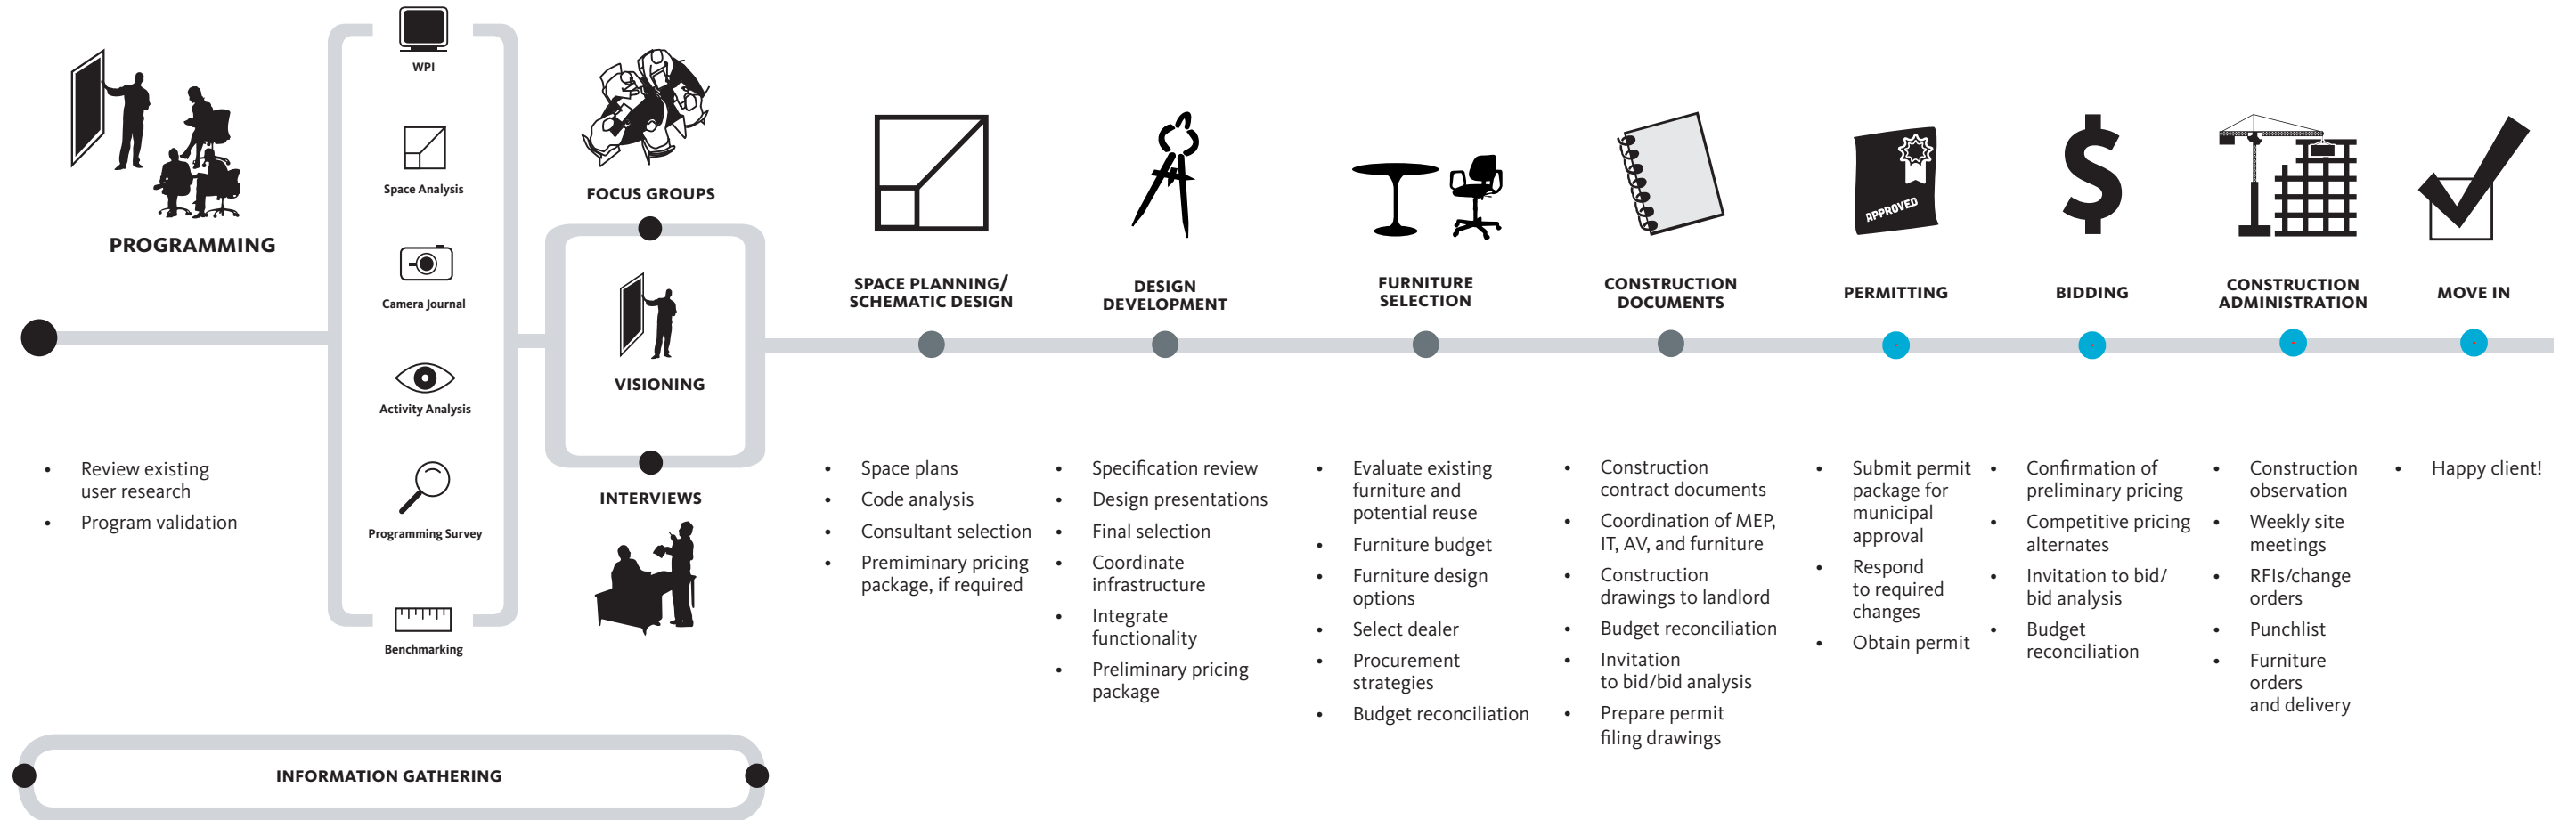 PROGRAMMING
• Review existing
user research
• Program validation
WPI
Space Analysis
Camera Journal
Activity Analysis
Programming Survey
Benchmarking
FOCUS GROUPS
VISIONING
INTERVIEWS
INFORMATION GATHERING
SPACE PLANNING/
SCHEMATIC DESIGN
• Space plans
• Code analysis
• Consultant selection
• Premiminary pricing
package, if required
DESIGN
DEVELOPMENT
• Specification review
• Design presentations
• Final selection
• Coordinate
infrastructure
• Integrate
functionality
• Preliminary pricing
package
FURNITURE
SELECTION
• Evaluate existing
furniture and
potential reuse
• Furniture budget
• Furniture design
options
• Select dealer
• Procurement
strategies
• Budget reconciliation
CONSTRUCTION
DOCUMENTS
• Construction
contract documents
• Coordination of MEP,
IT, AV, and furniture
• Construction
drawings to landlord
• Budget reconciliation
• Invitation
to bid/bid analysis
• Prepare permit
filing drawings
APPROVED
PERMITTING
• Submit permit
package for
municipal
approval
• Respond
to required
changes
• Obtain permit
$
BIDDING
• Confirmation of
preliminary pricing
• Competitive pricing
alternates
• Invitation to bid/
bid analysis
• Budget
reconciliation
CONSTRUCTION
ADMINISTRATION
• Construction
observation
• Weekly site
meetings
• RFIs/change
orders
• Punchlist
• Furniture
orders
and delivery
MOVE IN
• Happy client!